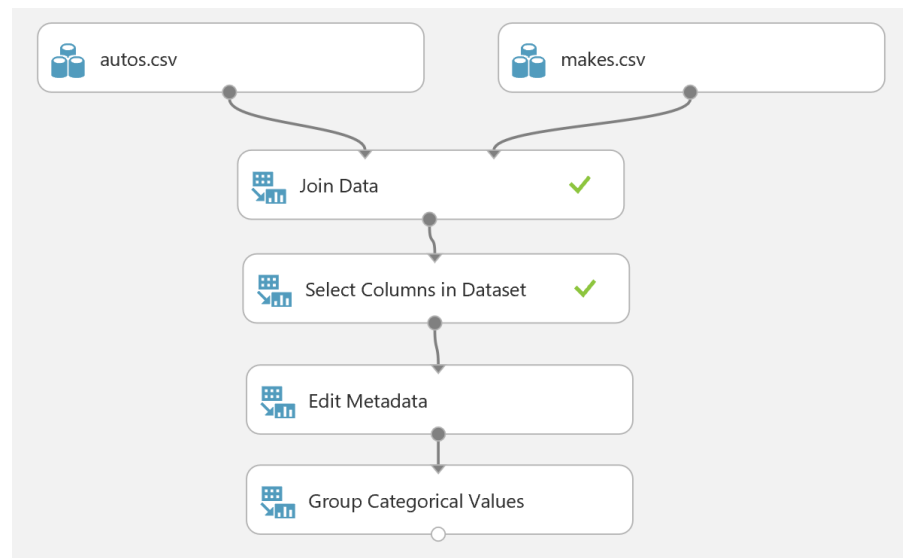 autos.csv
makes.csv
Join Data
Select Columns in Dataset
Edit Metadata
Group Categorical Values